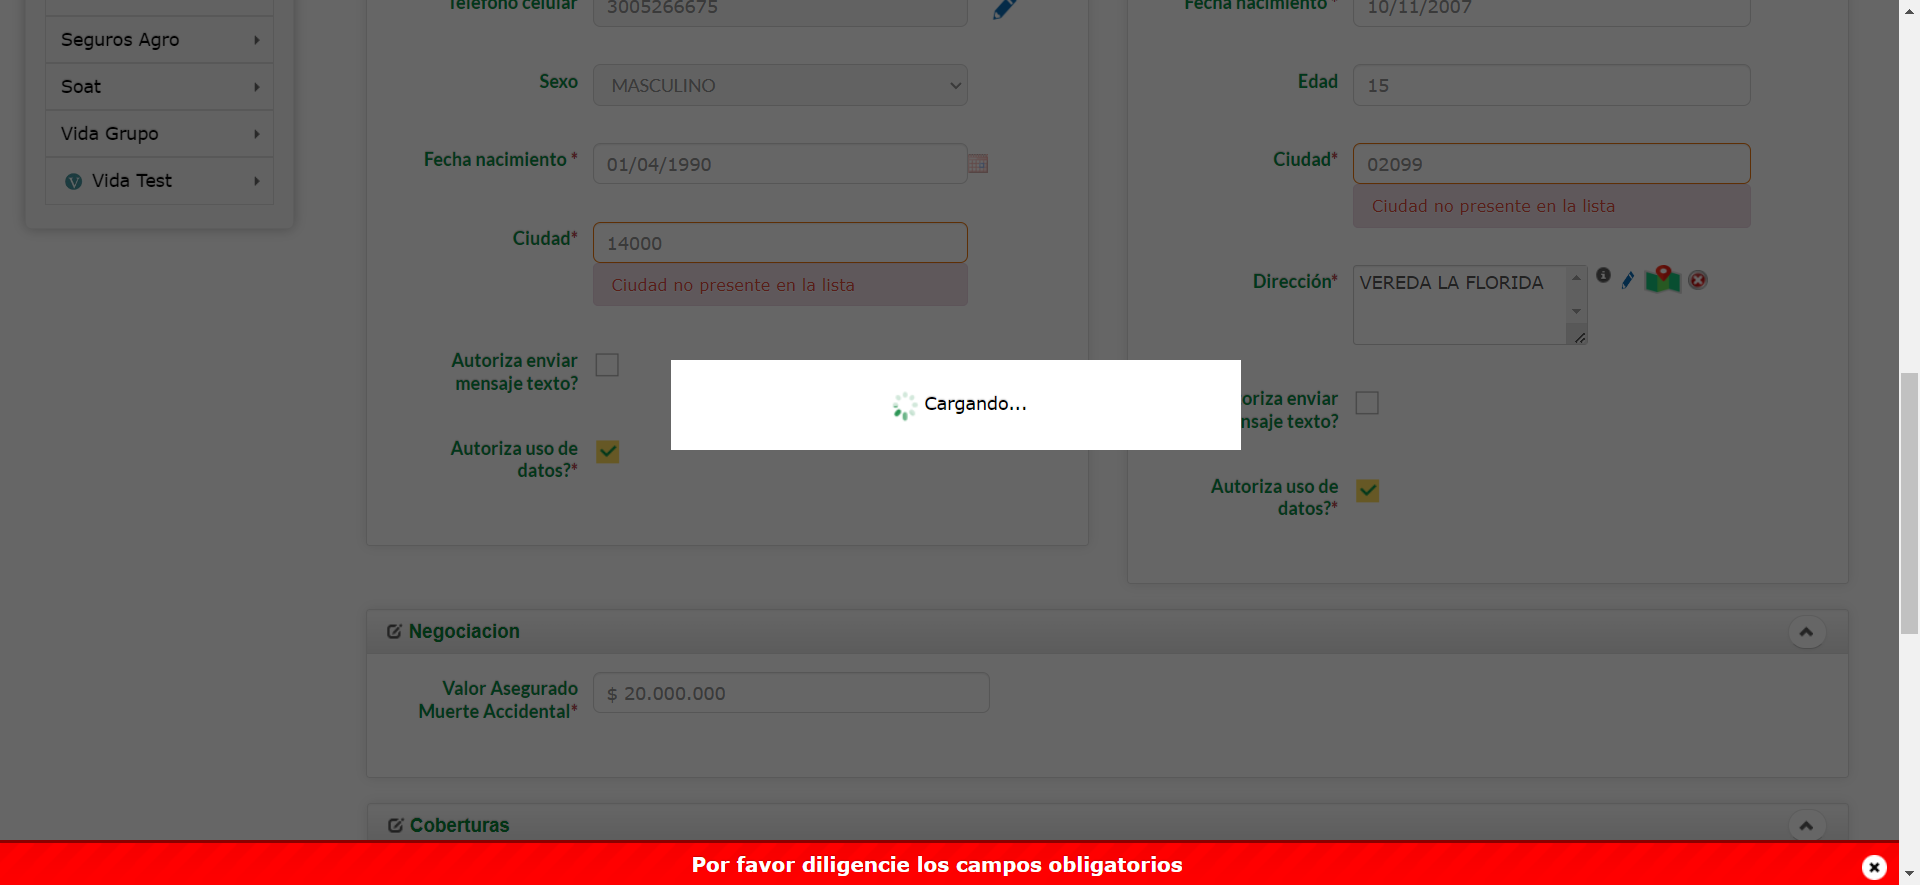 Seguros Agro
Soat
Vida Grupo
Vida Test
Teléfono celular
3005266675
Sexo
MASCULINO
Fecha nacimiento *
01/04/1990
Ciudad*
14000
Ciudad no presente en la lista
Autoriza enviar
mensaje texto?
Autoriza uso de
datos?*
Fecha nacimiento *
10/11/2007
Edad
15
Ciudad*
02099
Ciudad no presente en la lista
Dirección*
VEREDA LA FLORIDA
oriza enviar
nsaje texto?
Autoriza uso de
datos?*
Cargando...
Negociacion
Valor Asegurado
Muerte Accidental*
$ 20.000.000
Coberturas
Por favor diligencie los campos obligatorios